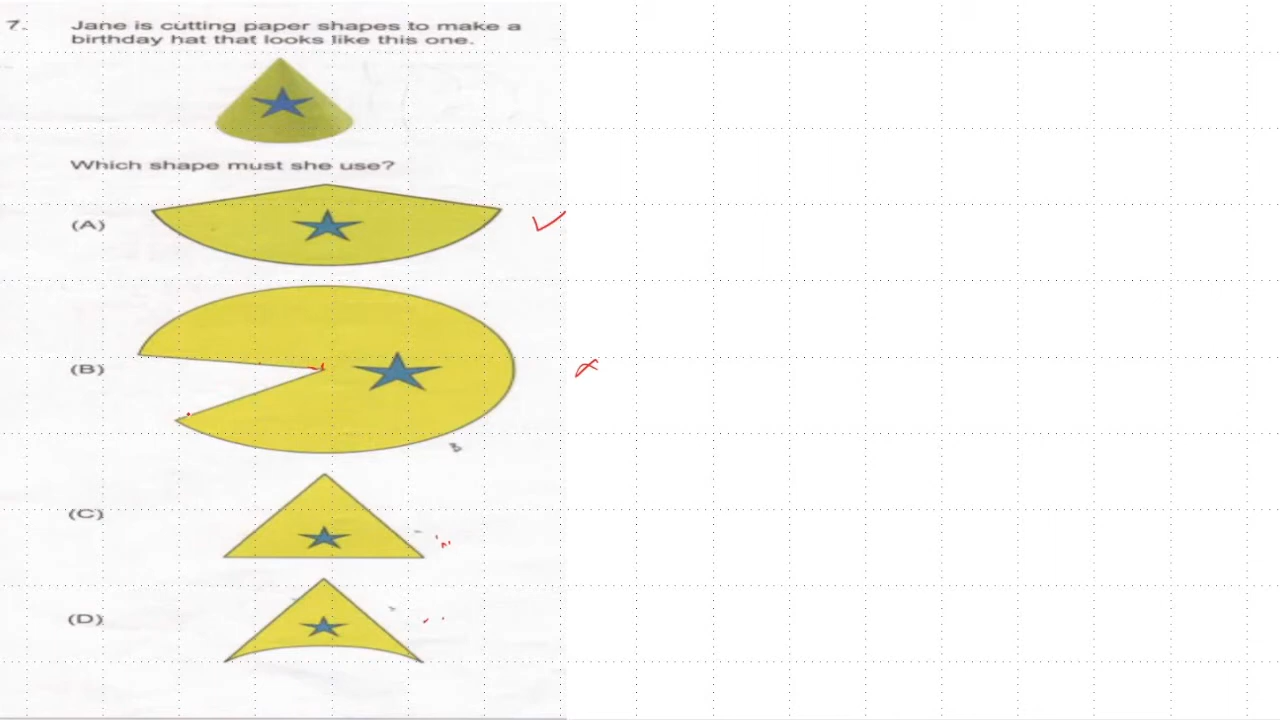 7. Jane is cutting paper shapes to make a
birthday hat that looks like this one.
Which shape must she use?
(A)
(B)
(C)
(D)